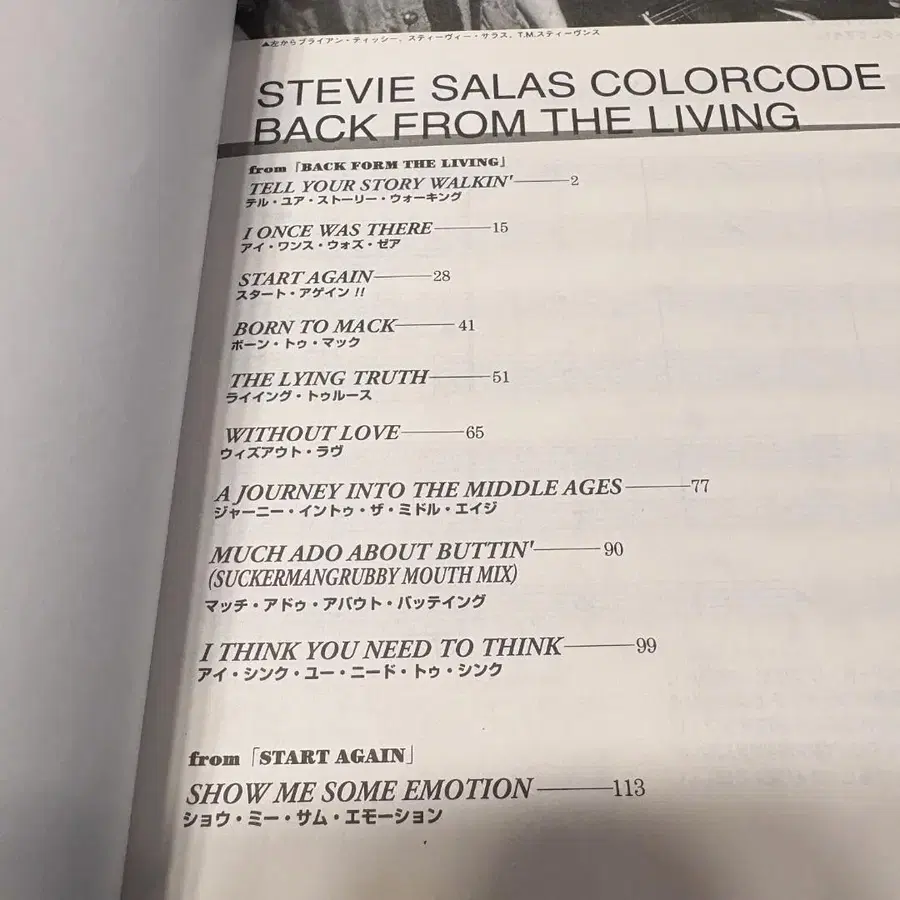 ▲左からブライアン・ティッシー、スティーヴィー・サラス、T.M.スティーヴンス
STEVIE SALAS COLORCODE
BACK FROM THE LIVING
from「BACK FORM THE LIVING」
TELL YOUR STORY WALKIN'———2
テル・ユア・ストーリー・ウォーキング
I ONCE WAS THERE———15
アイ・ワンス・ウォズ・ゼア
START AGAIN———28
スタート・アゲイン!!
BORN TO MACK———41
ボーン・トゥ・マック
THE LYING TRUTH———51
ライイング・トゥルース
WITHOUT LOVE———65
ウィズアウト・ラヴ
A JOURNEY INTO THE MIDDLE AGES———77
ジャーニー・イントゥ・ザ・ミドル・エイジ
MUCH ADO ABOUT BUTTIN'———90
(SUCKERMANGRUBBY MOUTH MIX)
マッチ・アドゥ・アバウト・バッテイング
I THINK YOU NEED TO THINK———99
アイ・シンク・ユー・ニード・トゥ・シンク
from「START AGAIN」
SHOW ME SOME EMOTION———113
ショウ・ミー・サム・エモーション